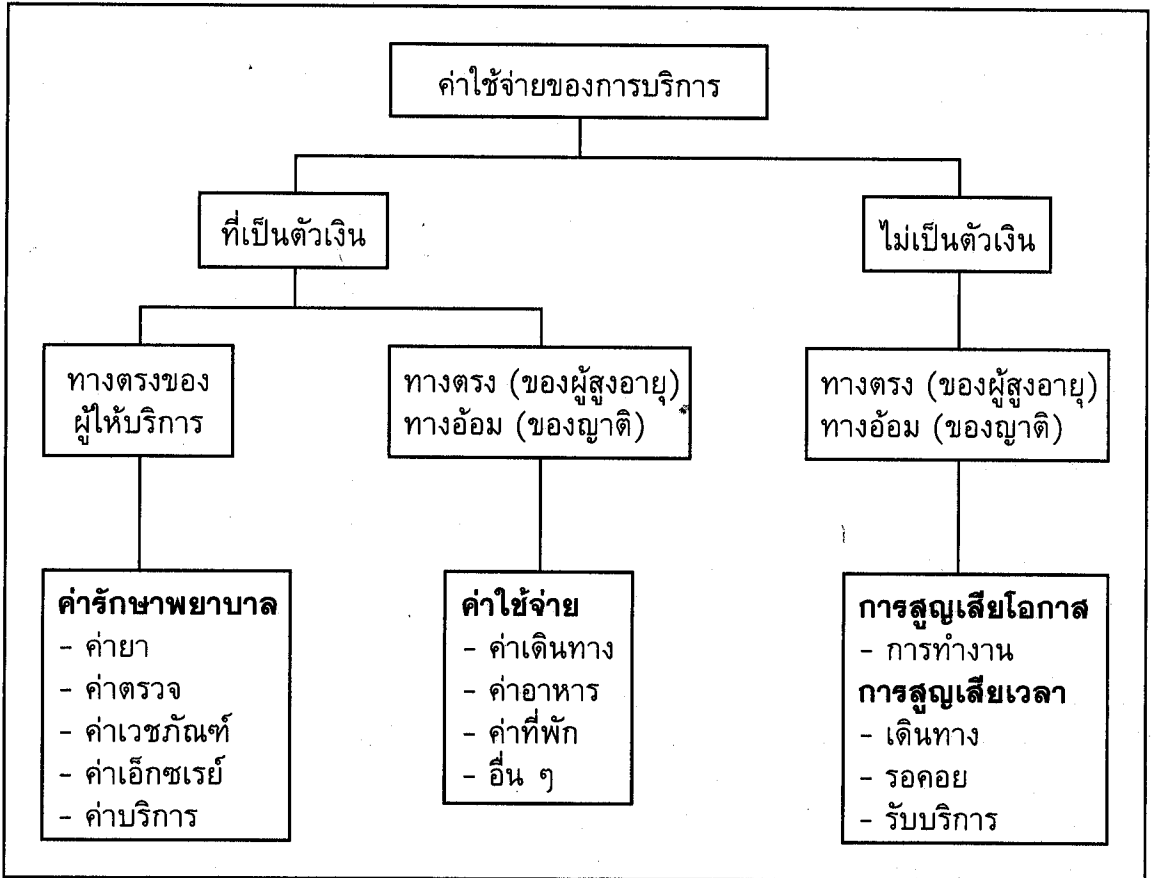 ค่าใช้จ่ายของการบริการ
ที่เป็นตัวเงิน
ไม่เป็นตัวเงิน
ทางตรงของ
ผู้ให้บริการ
ทางตรง (ของผู้สูงอายุ)
ทางอ้อม (ของญาติ)
ทางตรง (ของผู้สูงอายุ)
ทางอ้อม (ของญาติ)
ค่ารักษาพยาบาล
- ค่ายา
- ค่าตรวจ
- ค่าเวชภัณฑ์
- ค่าเอ็กซเรย์
- ค่าบริการ
ค่าใช้จ่าย
- ค่าเดินทาง
- ค่าอาหาร
- ค่าที่พัก
- อื่น ๆ
การสูญเสียโอกาส
- การทำงาน
การสูญเสียเวลา
- เดินทาง
- รอคอย
- รับบริการ